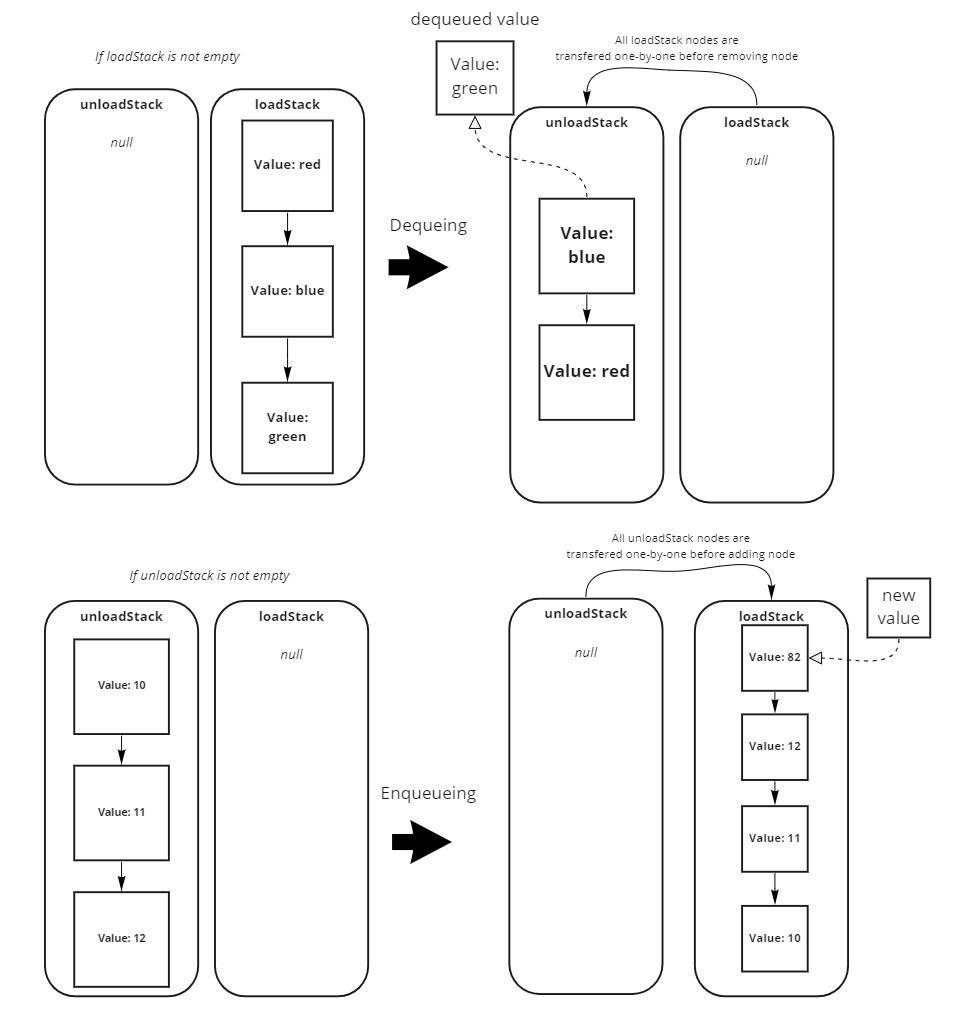 dequeued value
If loadStack is not empty
All loadStack nodes are
transfered one-by-one before removing node
Value:
green
unloadStack
null
loadStack
Value: red
Value: blue
Value:
green
Dequeing
unloadStack
Value:
blue
Value: red
loadStack
null
If unloadStack is not empty
All unloadStack nodes are
transfered one-by-one before adding node
unloadStack
Value: 10
Value: 11
Value: 12
loadStack
null
Enqueueing
unloadStack
null
loadStack
Value: 82
Value: 12
Value: 11
Value: 10
new
value